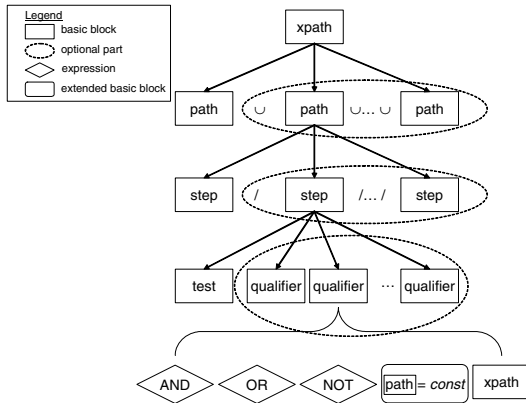 Legend
basic block
optional part
expression
extended basic block
xpath
path ∪ path ∪... ∪ path
step / step /... / step
test qualifier qualifier ... qualifier
AND OR NOT path = const xpath